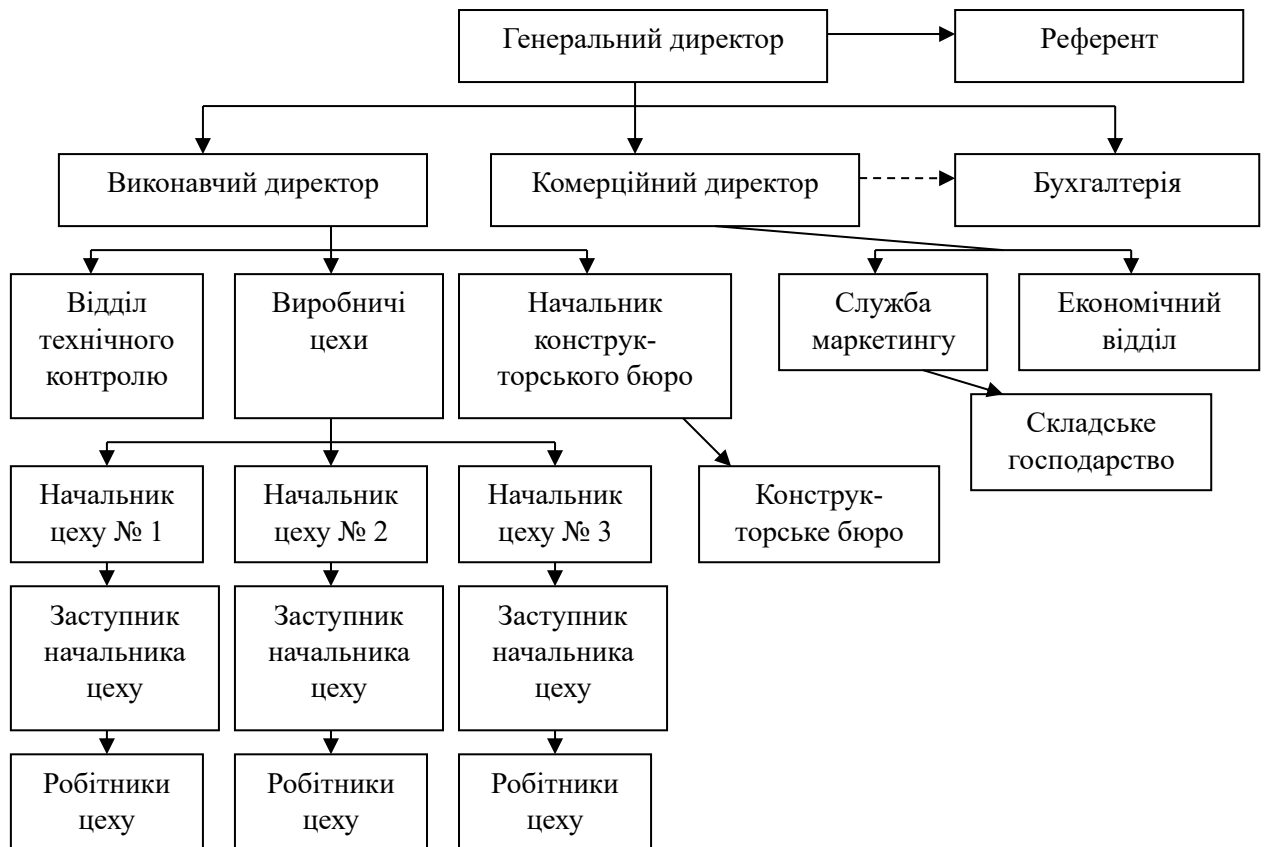 Генеральний директор
Референт
Виконавчий директор
Комерційний директор
Бухгалтерія
Відділ
технічного
контролю
Виробничі
цехи
Начальник
конструк-
торського бюро
Служба
маркетингу
Економічний
відділ
Складське
господарство
Начальник
цеху № 1
Начальник
цеху № 2
Начальник
цеху № 3
Конструк-
торське бюро
Заступник
начальника
цеху
Заступник
начальника
цеху
Заступник
начальника
цеху
Робітники
цеху
Робітники
цеху
Робітники
цеху